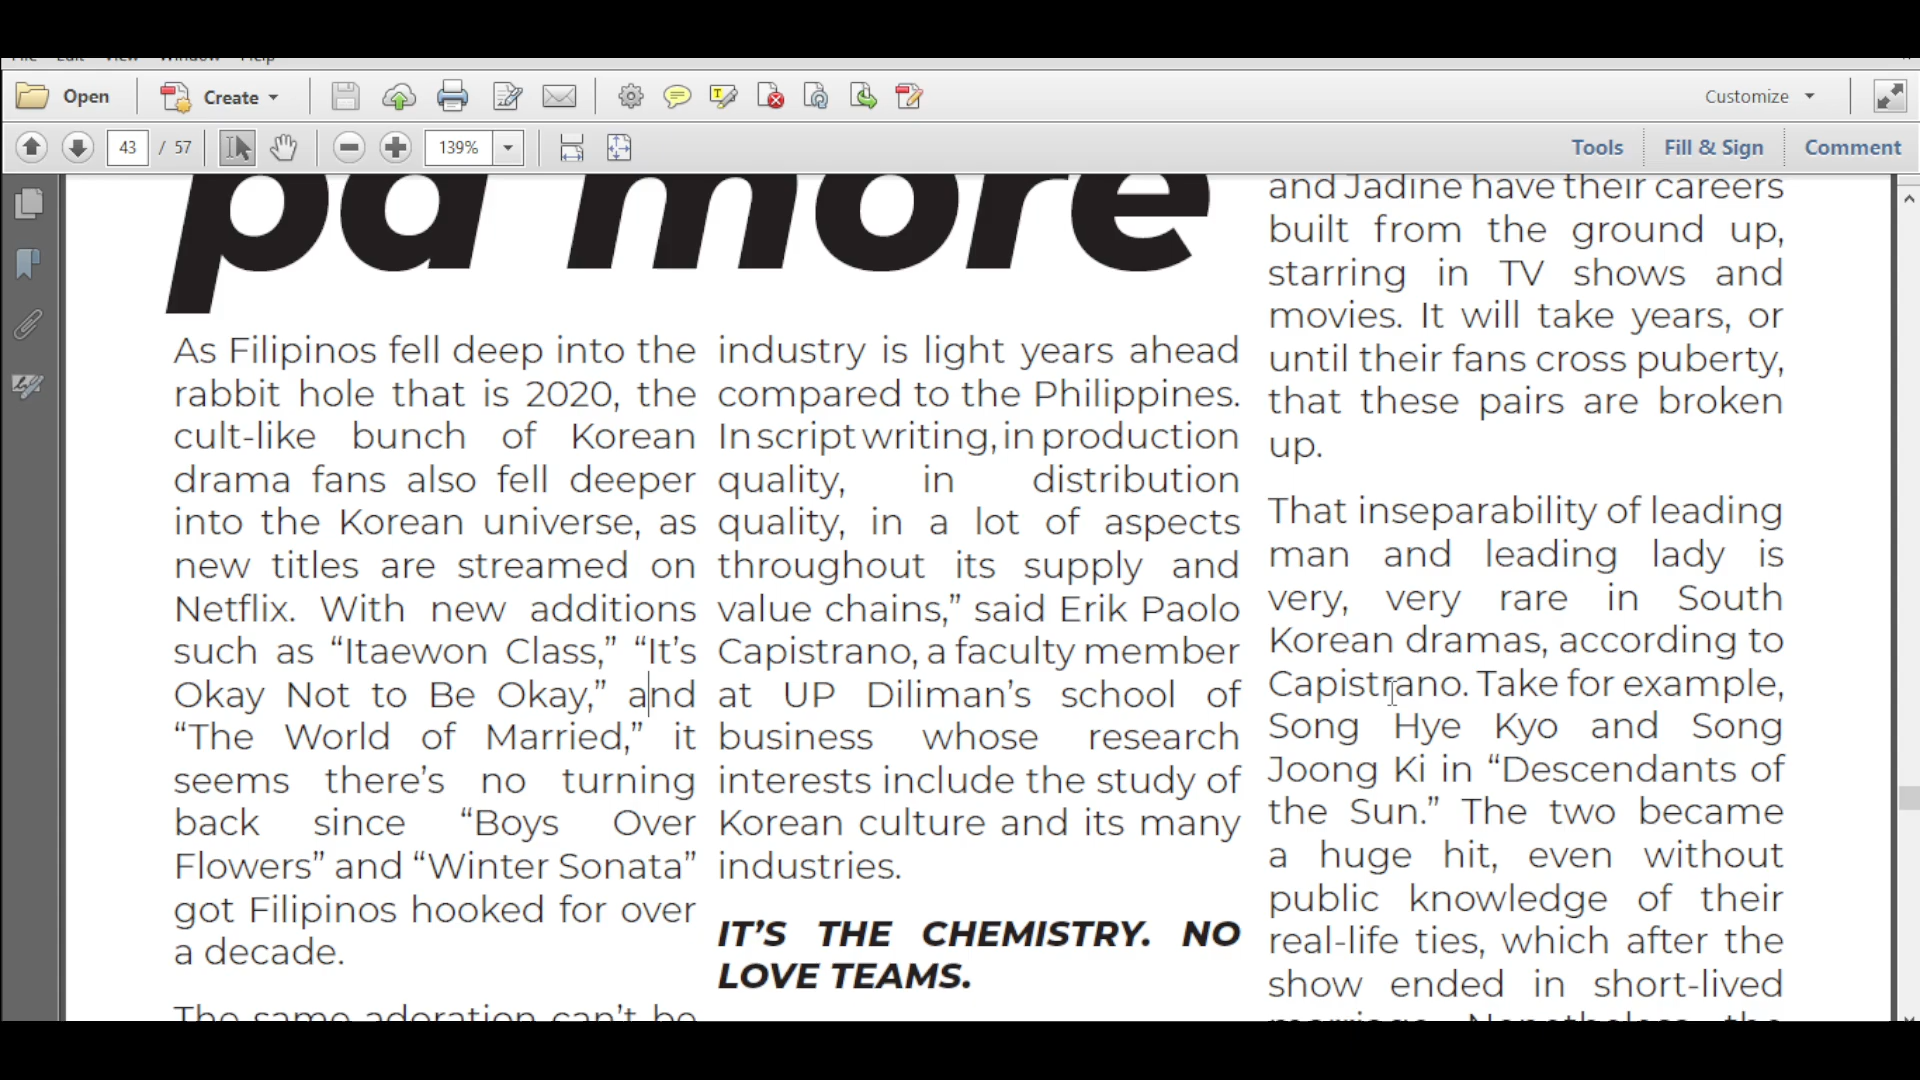 Open
Create
Customize
43 / 57
139%
Tools
Fill & Sign
Comment
pa more
As Filipinos fell deep into the
rabbit hole that is 2020, the
cult-like bunch of Korean
drama fans also fell deeper
into the Korean universe, as
new titles are streamed on
Netflix. With new additions
such as “Itaewon Class,” “It’s
Okay Not to Be Okay,” and
“The World of Married,” it
seems there’s no turning
back since “Boys Over
Flowers” and “Winter Sonata”
got Filipinos hooked for over
a decade.
The same adoration can’t be
industry is light years ahead
compared to the Philippines.
In script writing, in production
quality, in distribution
quality, in a lot of aspects
throughout its supply and
value chains,” said Erik Paolo
Capistrano, a faculty member
at UP Diliman’s school of
business whose research
interests include the study of
Korean culture and its many
industries.
IT’S THE CHEMISTRY. NO
LOVE TEAMS.
and Jadine have their careers
built from the ground up,
starring in TV shows and
movies. It will take years, or
until their fans cross puberty,
that these pairs are broken
up.
That inseparability of leading
man and leading lady is
very, very rare in South
Korean dramas, according to
Capistrano. Take for example,
Song Hye Kyo and Song
Joong Ki in “Descendants of
the Sun.” The two became
a huge hit, even without
public knowledge of their
real-life ties, which after the
show ended in short-lived
marriage. Nonetheless, the